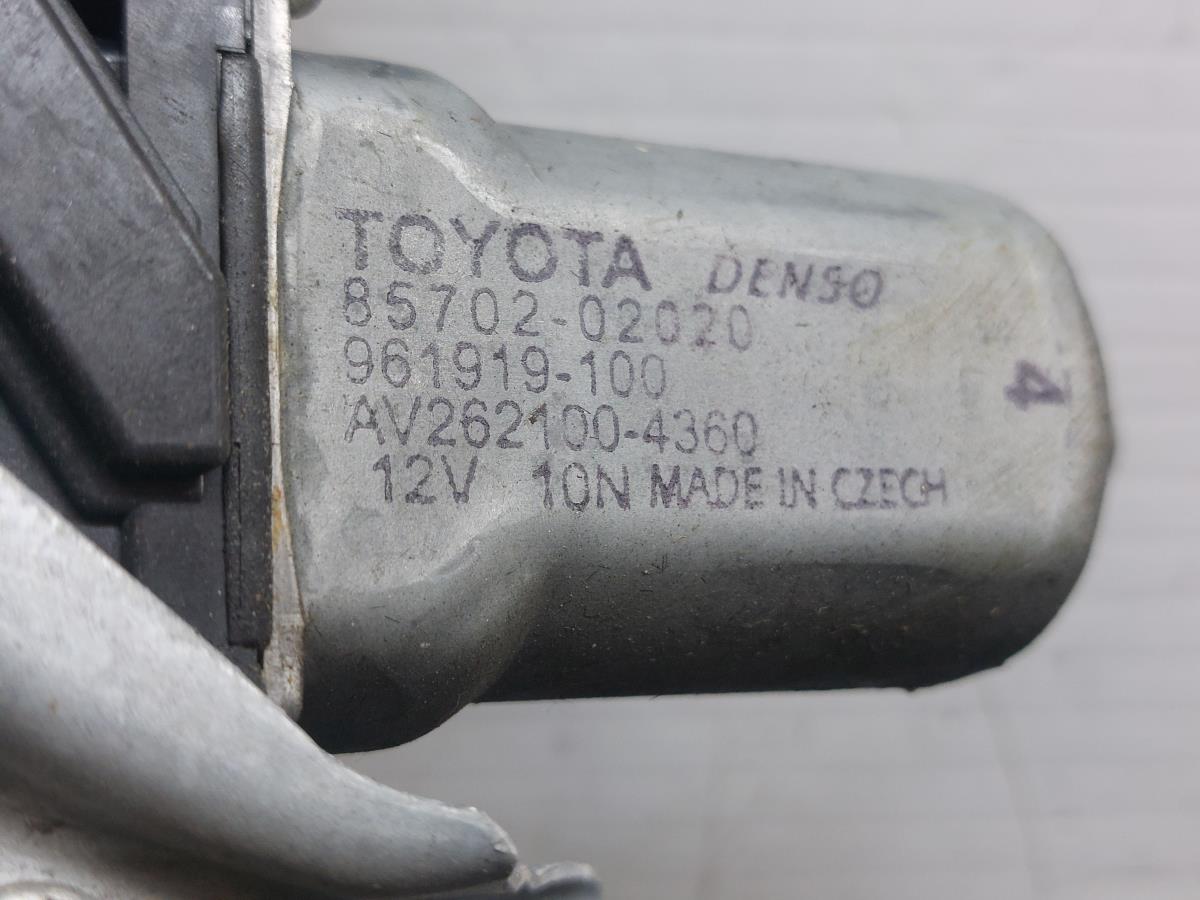 TOYOTA DENSO
85702-02020
961919-100
AV262100-4360
12V 10N MADE IN CZECH
4